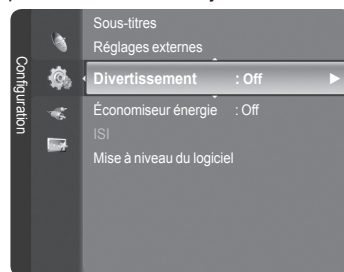 Sous-titres
Réglages externes
Configuration
Divertissement : Off
Économiseur énergie : Off
ISI
Mise à niveau du logiciel